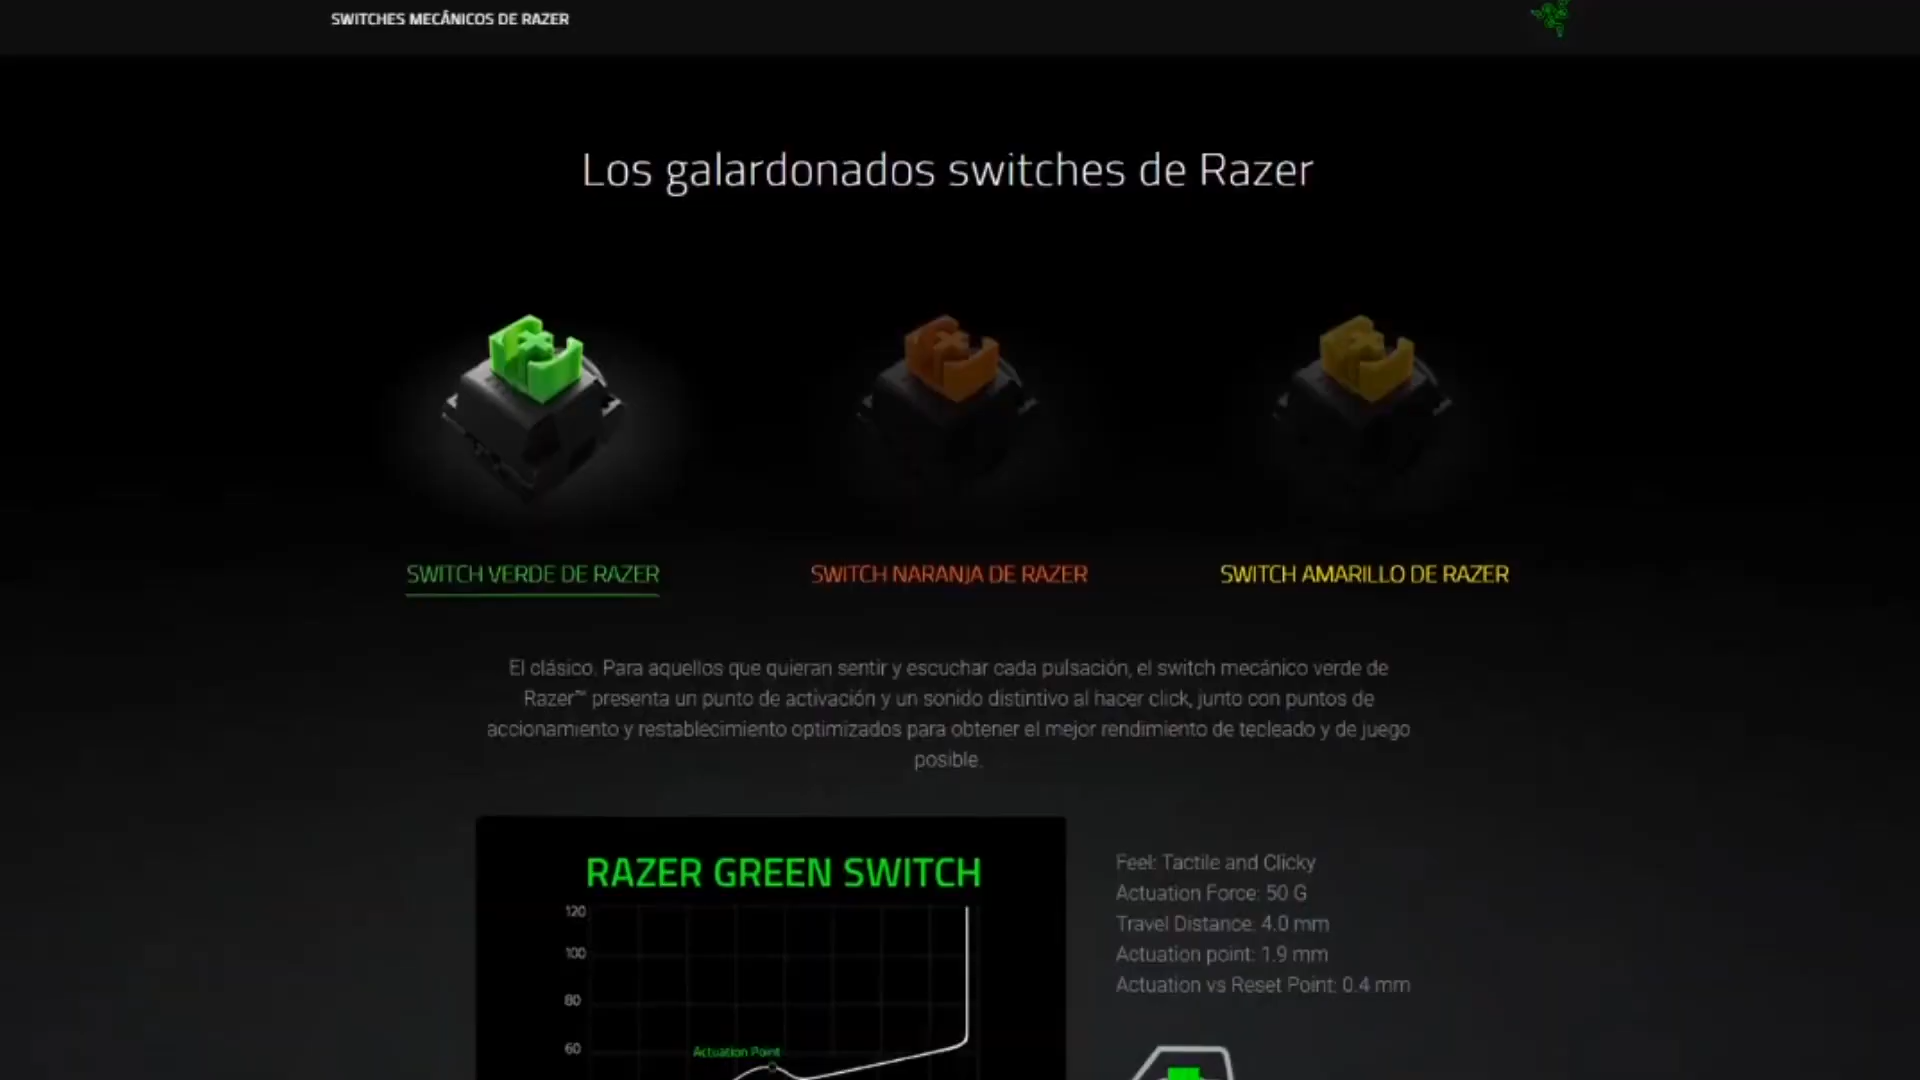 SWITCHES MECÁNICOS DE RAZER
Los galardonados switches de Razer
SWITCH VERDE DE RAZER
SWITCH NARANJA DE RAZER
SWITCH AMARILLO DE RAZER
El clásico. Para aquellos que quieran sentir y escuchar cada pulsación, el switch mecánico verde de
Razer™ presenta un punto de activación y un sonido distintivo al hacer click, junto con puntos de
accionamiento y restablecimiento optimizados para obtener el mejor rendimiento de tecleado y de juego
posible.
RAZER GREEN SWITCH
120
100
80
60
Actuation Point
Feel: Tactile and Clicky
Actuation Force: 50 G
Travel Distance: 4.0 mm
Actuation point: 1.9 mm
Actuation vs Reset Point: 0.4 mm